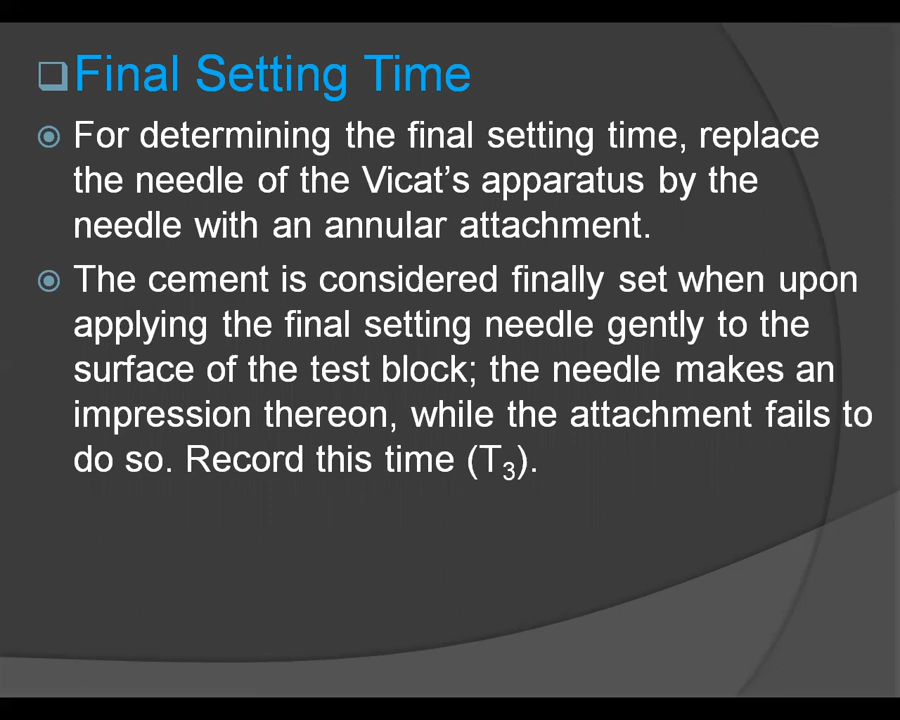 Final Setting Time
For determining the final setting time, replace
the needle of the Vicat’s apparatus by the
needle with an annular attachment.
The cement is considered finally set when upon
applying the final setting needle gently to the
surface of the test block; the needle makes an
impression thereon, while the attachment fails to
do so. Record this time (T₃).